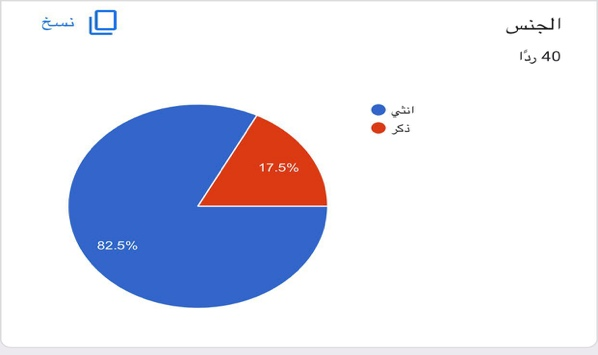 الجنس
نسخ
40 ردًا
انثي
ذكر
17.5%
82.5%